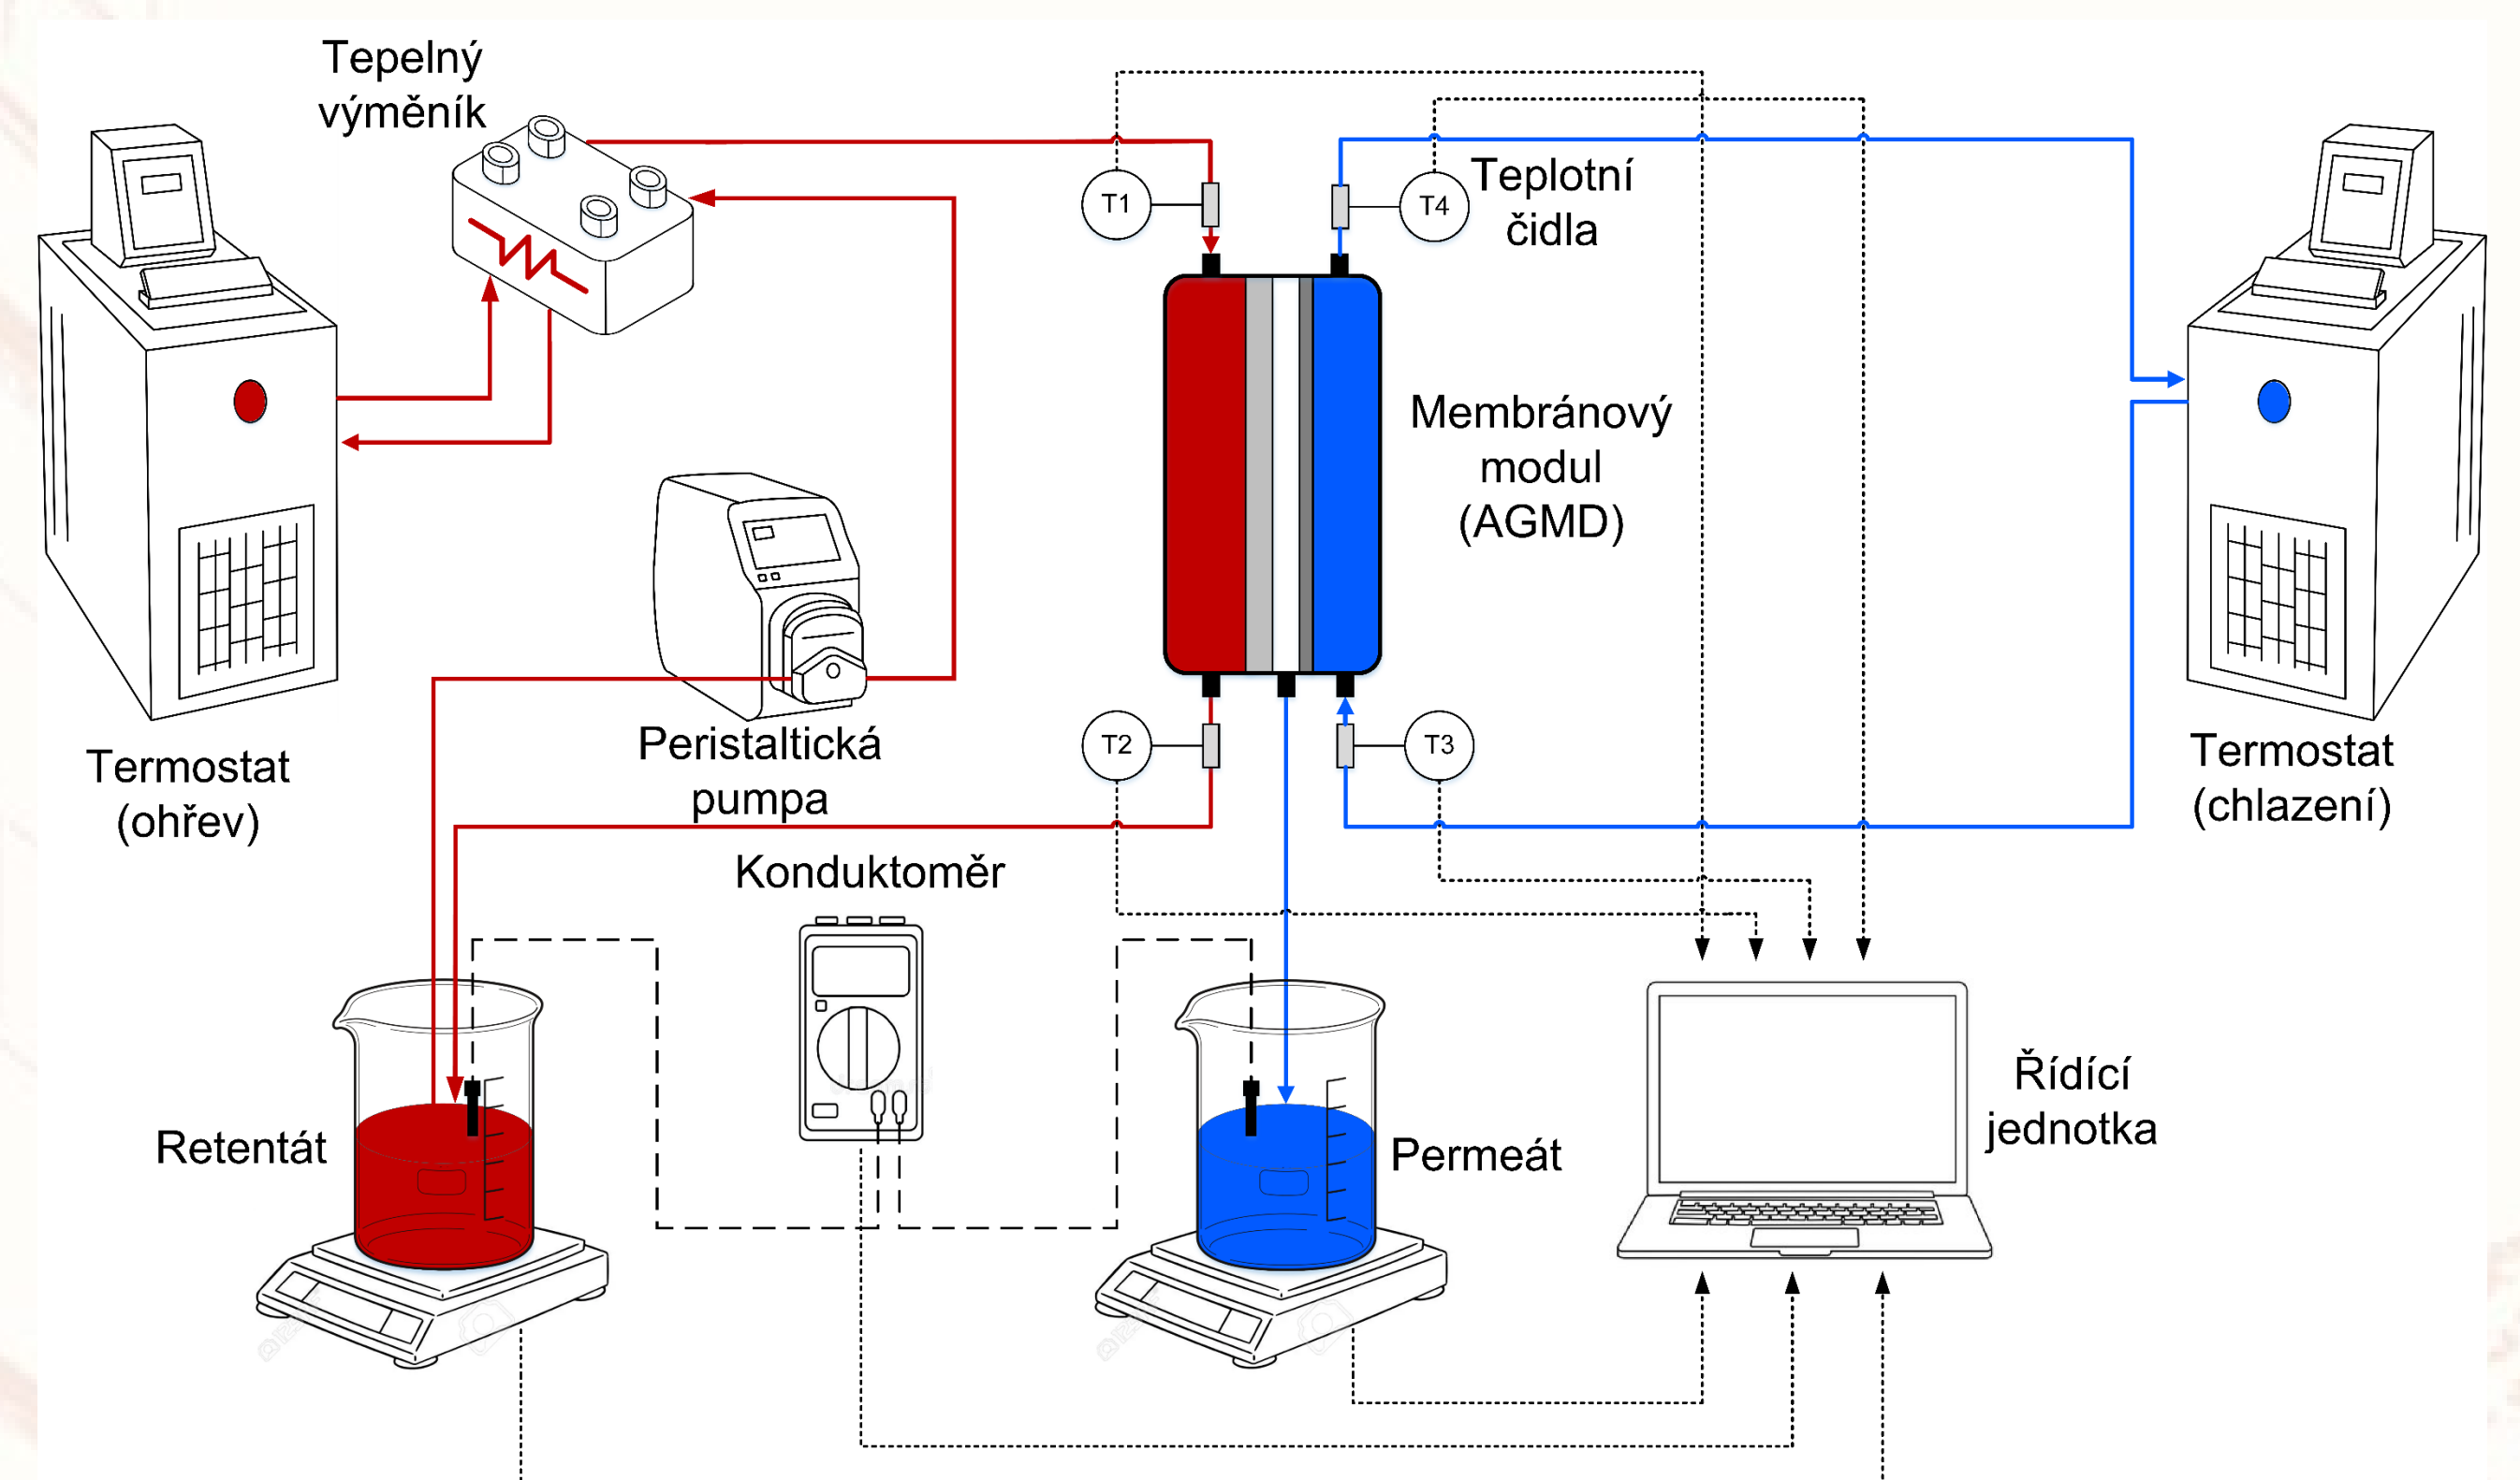 Tepelný
výměník
T1
T4
Teplotní
čidla
Membránový
modul
(AGMD)
Peristaltická
pumpa
T2
T3
Termostat
(ohřev)
Termostat
(chlazení)
Konduktoměr
Retentát
Permeát
Řídící
jednotka